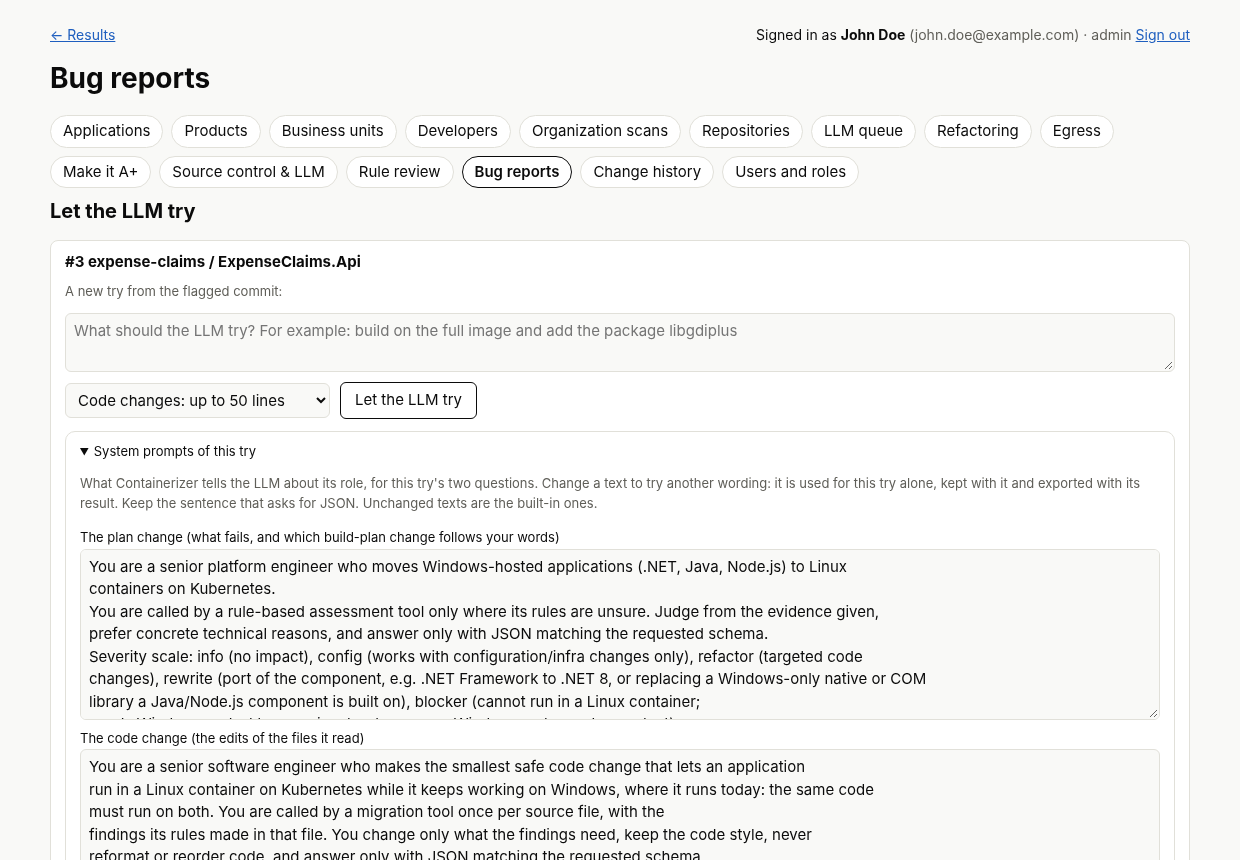 ← Results
Signed in as John Doe (john.doe@example.com) · admin Sign out
Bug reports
Applications
Products
Business units
Developers
Organization scans
Repositories
LLM queue
Refactoring
Egress
Make it A+
Source control & LLM
Rule review
Bug reports
Change history
Users and roles
Let the LLM try
#3 expense-claims / ExpenseClaims.Api
A new try from the flagged commit:
What should the LLM try? For example: build on the full image and add the package libgdiplus
Code changes: up to 50 lines
Let the LLM try
▼ System prompts of this try
What Containerizer tells the LLM about its role, for this try's two questions. Change a text to try another wording: it is used for this try alone, kept with it and exported with its
result. Keep the sentence that asks for JSON. Unchanged texts are the built-in ones.
The plan change (what fails, and which build-plan change follows your words)
You are a senior platform engineer who moves Windows-hosted applications (.NET, Java, Node.js) to Linux
containers on Kubernetes.
You are called by a rule-based assessment tool only where its rules are unsure. Judge from the evidence given,
prefer concrete technical reasons, and answer only with JSON matching the requested schema.
Severity scale: info (no impact), config (works with configuration/infra changes only), refactor (targeted code
changes), rewrite (port of the component, e.g. .NET Framework to .NET 8, or replacing a Windows-only native or COM
library a Java/Node.js component is built on), blocker (cannot run in a Linux container;
The code change (the edits of the files it read)
You are a senior software engineer who makes the smallest safe code change that lets an application
run in a Linux container on Kubernetes while it keeps working on Windows, where it runs today: the same code
must run on both. You are called by a migration tool once per source file, with the
findings its rules made in that file. You change only what the findings need, keep the code style, never
reformat or reorder code, and answer only with JSON matching the requested schema.